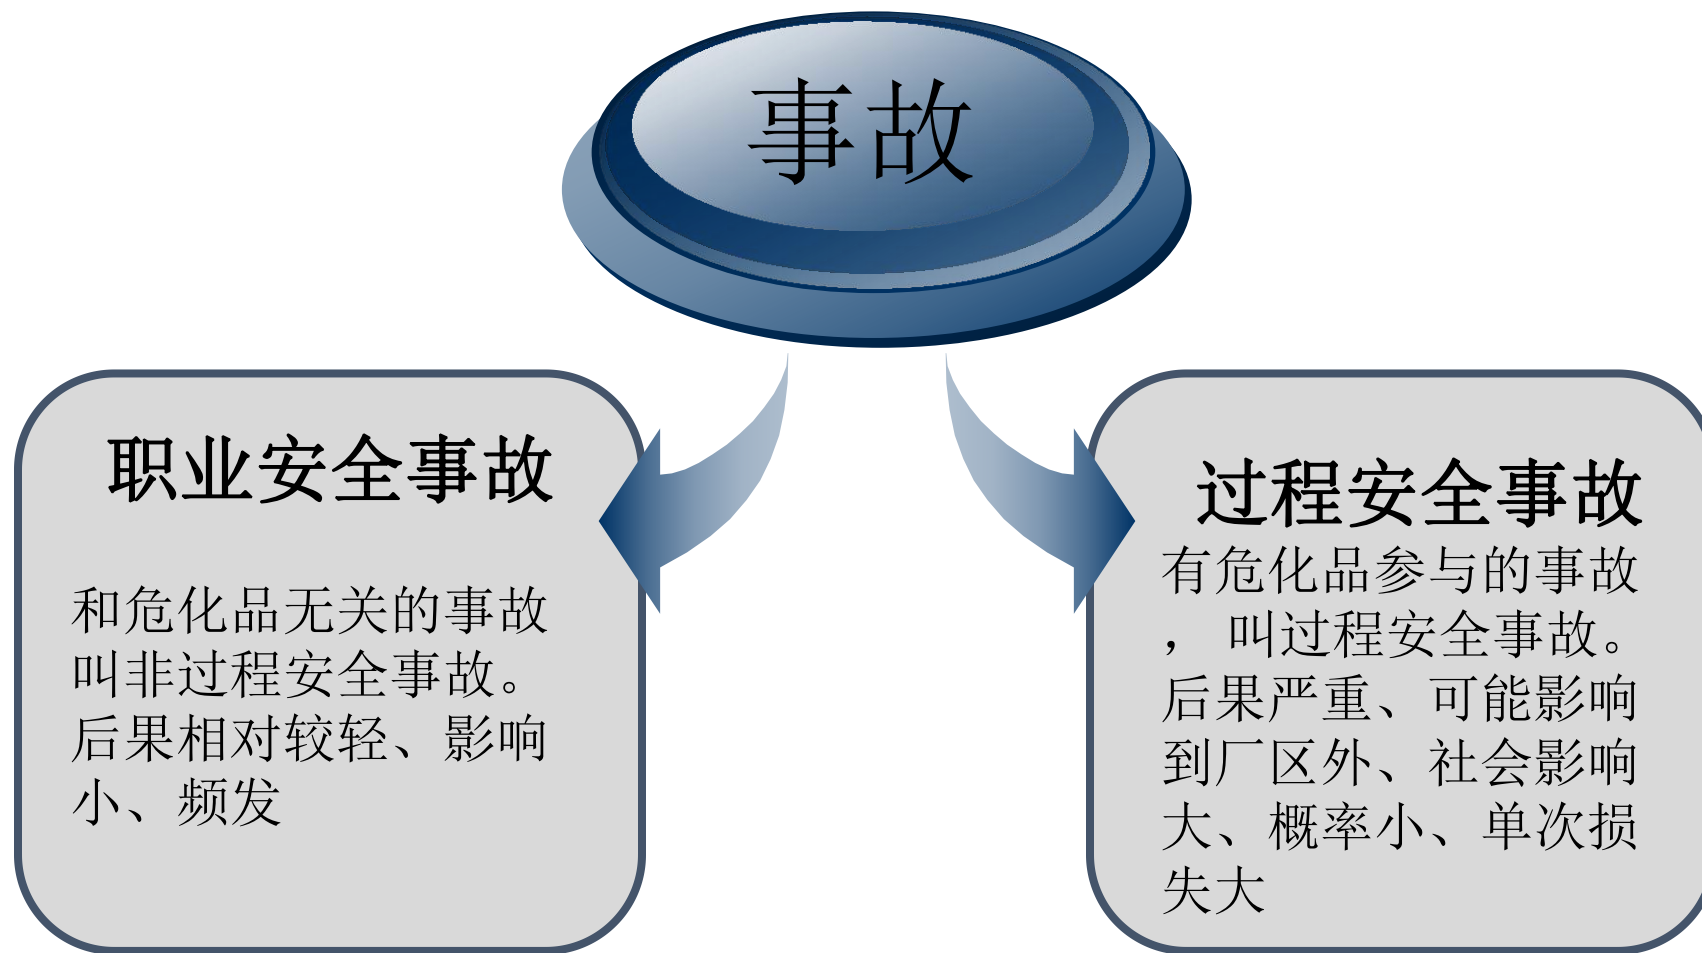 事故
职业安全事故
和危化品无关的事故
叫非过程安全事故。
后果相对较轻、影响
小、频发
过程安全事故
有危化品参与的事故
， 叫过程安全事故。
后果严重、可能影响
到厂区外、社会影响
大、概率小、单次损
失大